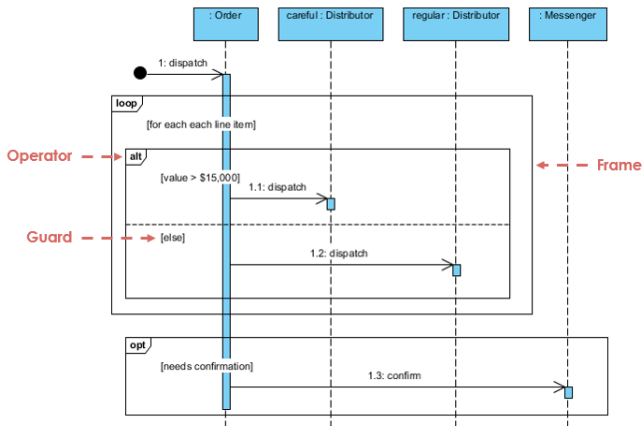 : Order
careful : Distributor
regular : Distributor
: Messenger
1: dispatch
loop
[for each each line item]
Operator
alt
Frame
[value > $15,000]
1.1: dispatch
Guard
[else]
1.2: dispatch
opt
[needs confirmation]
1.3: confirm